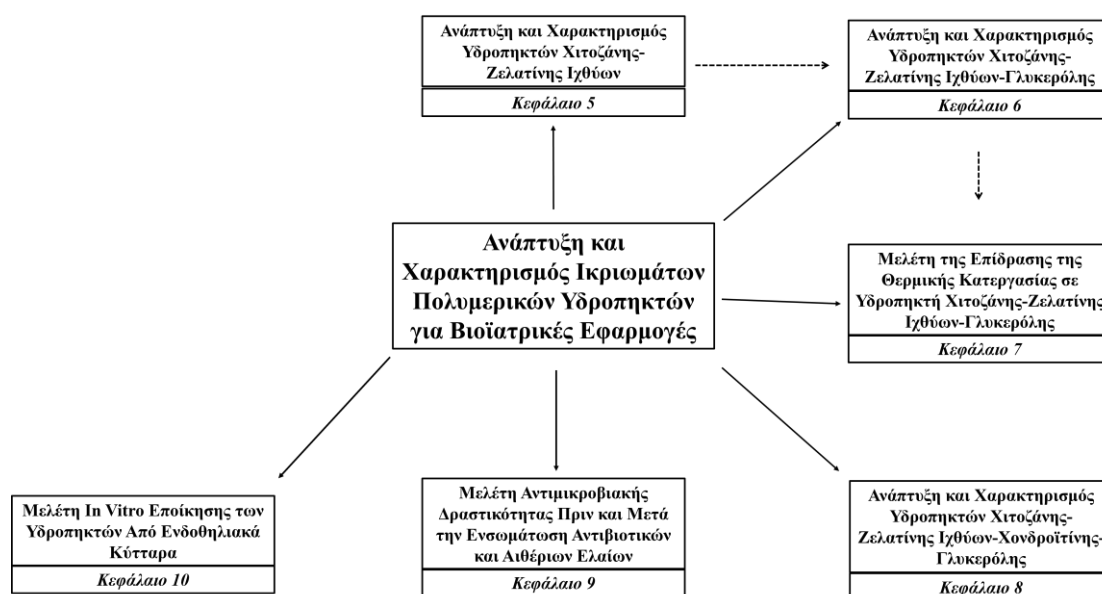 Ανάπτυξη και Χαρακτηρισμός
Υδροπηκτών Χιτοζάνης-
Ζελατίνης Ιχθύων
Κεφάλαιο 5
Ανάπτυξη και Χαρακτηρισμός
Υδροπηκτών Χιτοζάνης-
Ζελατίνης Ιχθύων-Γλυκερόλης
Κεφάλαιο 6
Ανάπτυξη και
Χαρακτηρισμός Ικριωμάτων
Πολυμερικών Υδροπηκτών
για Βιοϊατρικές Εφαρμογές
Μελέτη της Επίδρασης της
Θερμικής Κατεργασίας σε
Υδροπηκτή Χιτοζάνης-Ζελατίνης
Ιχθύων-Γλυκερόλης
Κεφάλαιο 7
Μελέτη In Vitro Εποίκησης των
Υδροπηκτών Από Ενδοθηλιακά
Κύτταρα
Κεφάλαιο 10
Μελέτη Αντιμικροβιακής
Δραστικότητας Πριν και Μετά
την Ενσωμάτωση Αντιβιοτικών
και Αιθέριων Ελαίων
Κεφάλαιο 9
Ανάπτυξη και Χαρακτηρισμός
Υδροπηκτών Χιτοζάνης-
Ζελατίνης Ιχθύων-Χονδροϊτίνης-
Γλυκερόλης
Κεφάλαιο 8